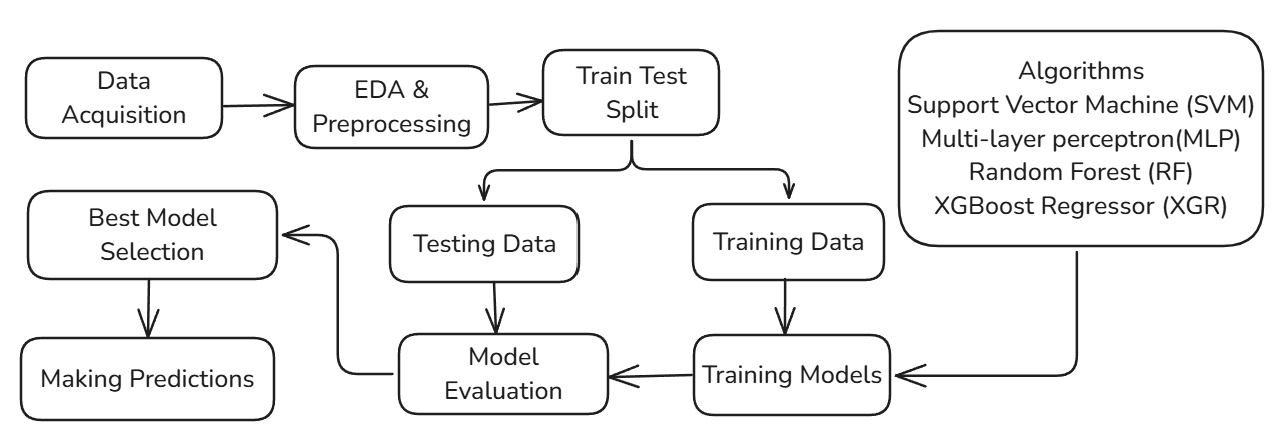 Data
Acquisition
EDA &
Preprocessing
Train Test
Split
Algorithms
Support Vector Machine (SVM)
Multi-layer perceptron(MLP)
Random Forest (RF)
XGBoost Regressor (XGR)
Best Model
Selection
Testing Data
Training Data
Making Predictions
Model
Evaluation
Training Models